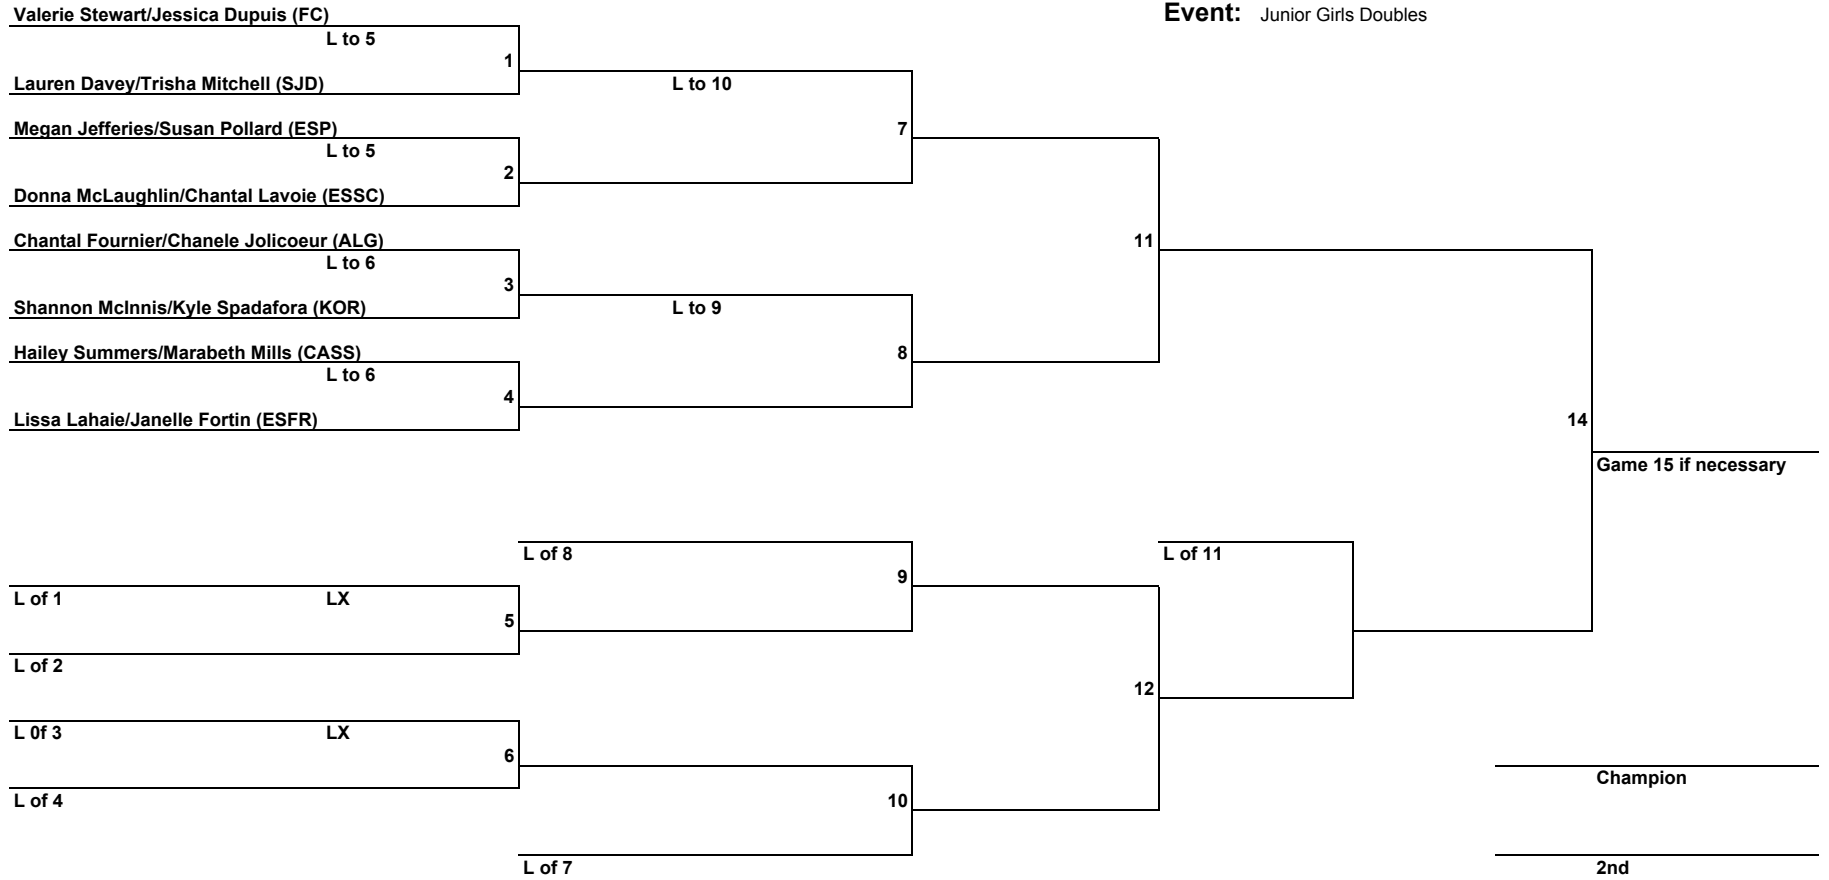 Valerie Stewart/Jessica Dupuis (FC)
Event: Junior Girls Doubles
L to 5
1
Lauren Davey/Trisha Mitchell (SJD)
L to 10
Megan Jefferies/Susan Pollard (ESP)
7
L to 5
2
Donna McLaughlin/Chantal Lavoie (ESSC)
Chantal Fournier/Chanele Jolicoeur (ALG)
11
L to 6
3
Shannon McInnis/Kyle Spadafora (KOR)
L to 9
Hailey Summers/Marabeth Mills (CASS)
8
L to 6
4
Lissa Lahaie/Janelle Fortin (ESFR)
14
Game 15 if necessary
L of 8
L of 11
9
L of 1
LX
5
L of 2
12
L 0f 3
LX
6
Champion
L of 4
10
L of 7
2nd